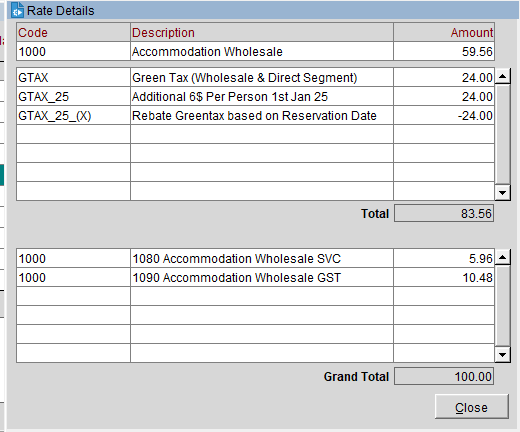 Rate Details
Code Description Amount
1000 Accommodation Wholesale 59.56
GTAX Green Tax (Wholesale & Direct Segment) 24.00
GTAX_25 Additional 6$ Per Person 1st Jan 25 24.00
GTAX_25_(X) Rebate Greentax based on Reservation Date -24.00
Total 83.56
1000 1080 Accommodation Wholesale SVC 5.96
1000 1090 Accommodation Wholesale GST 10.48
Grand Total 100.00
Close